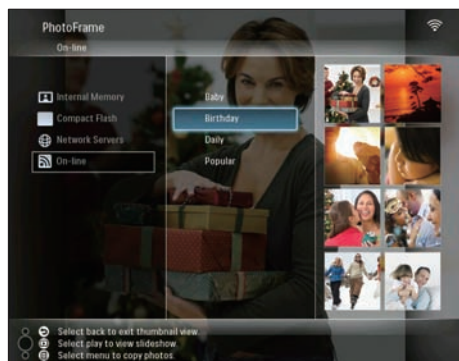 PhotoFrame
On-line
Internal Memory
Compact Flash
Network Servers
On-line
Baby
Birthday
Daily
Popular
Select back to exit thumbnail view.
Select play to view slideshow.
Select menu to copy photos.